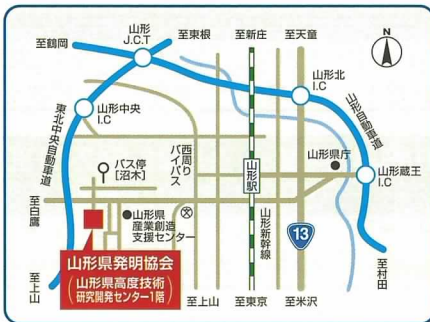 至鶴岡
山形
J.C.T
至東根
至新庄
至天童
N
山形北
I.C
山形自動車道
山形中央
I.C
東北中央自動車道
西周り
バイパス
バス停
[沼木]
山形駅
山形県庁
山形蔵王
I.C
至白鷹
山形県
産業創造
支援センター
文
山形新幹線
13
山形県発明協会
(山形県高度技術
研究開発センター1階)
至上山
至上山
至東京
至米沢
至村田